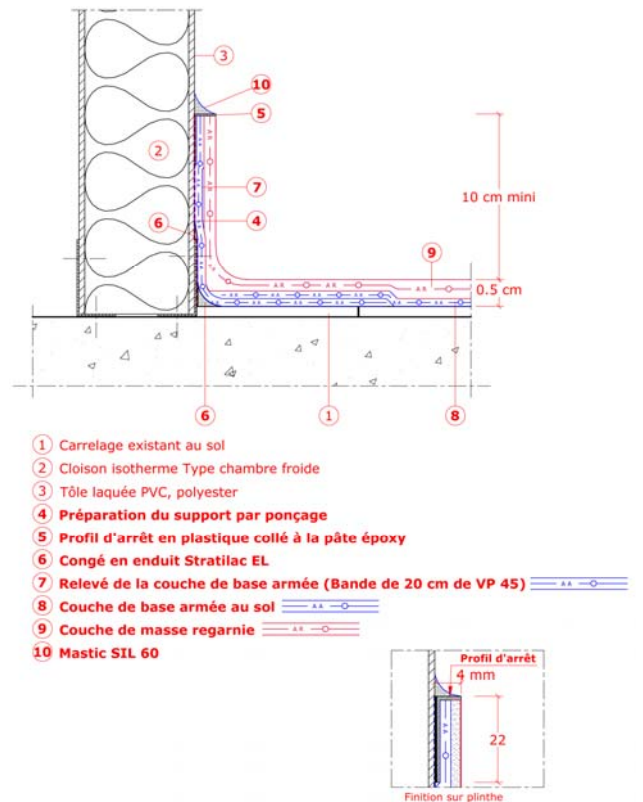 3
10
5
2
7
10 cm mini
4
6
9
0.5 cm
6
1
8
1 Carrelage existant au sol
2 Cloison isotherme Type chambre froide
3 Tôle laquée PVC, polyester
4 Préparation du support par ponçage
5 Profil d'arrêt en plastique collé à la pâte époxy
6 Congé en enduit Stratilac EL
7 Relevé de la couche de base armée (Bande de 20 cm de VP 45) AA
8 Couche de base armée au sol AA
9 Couche de masse regarnie AR
10 Mastic SIL 60
Profil d'arrêt
4 mm
22
Finition sur plinthe